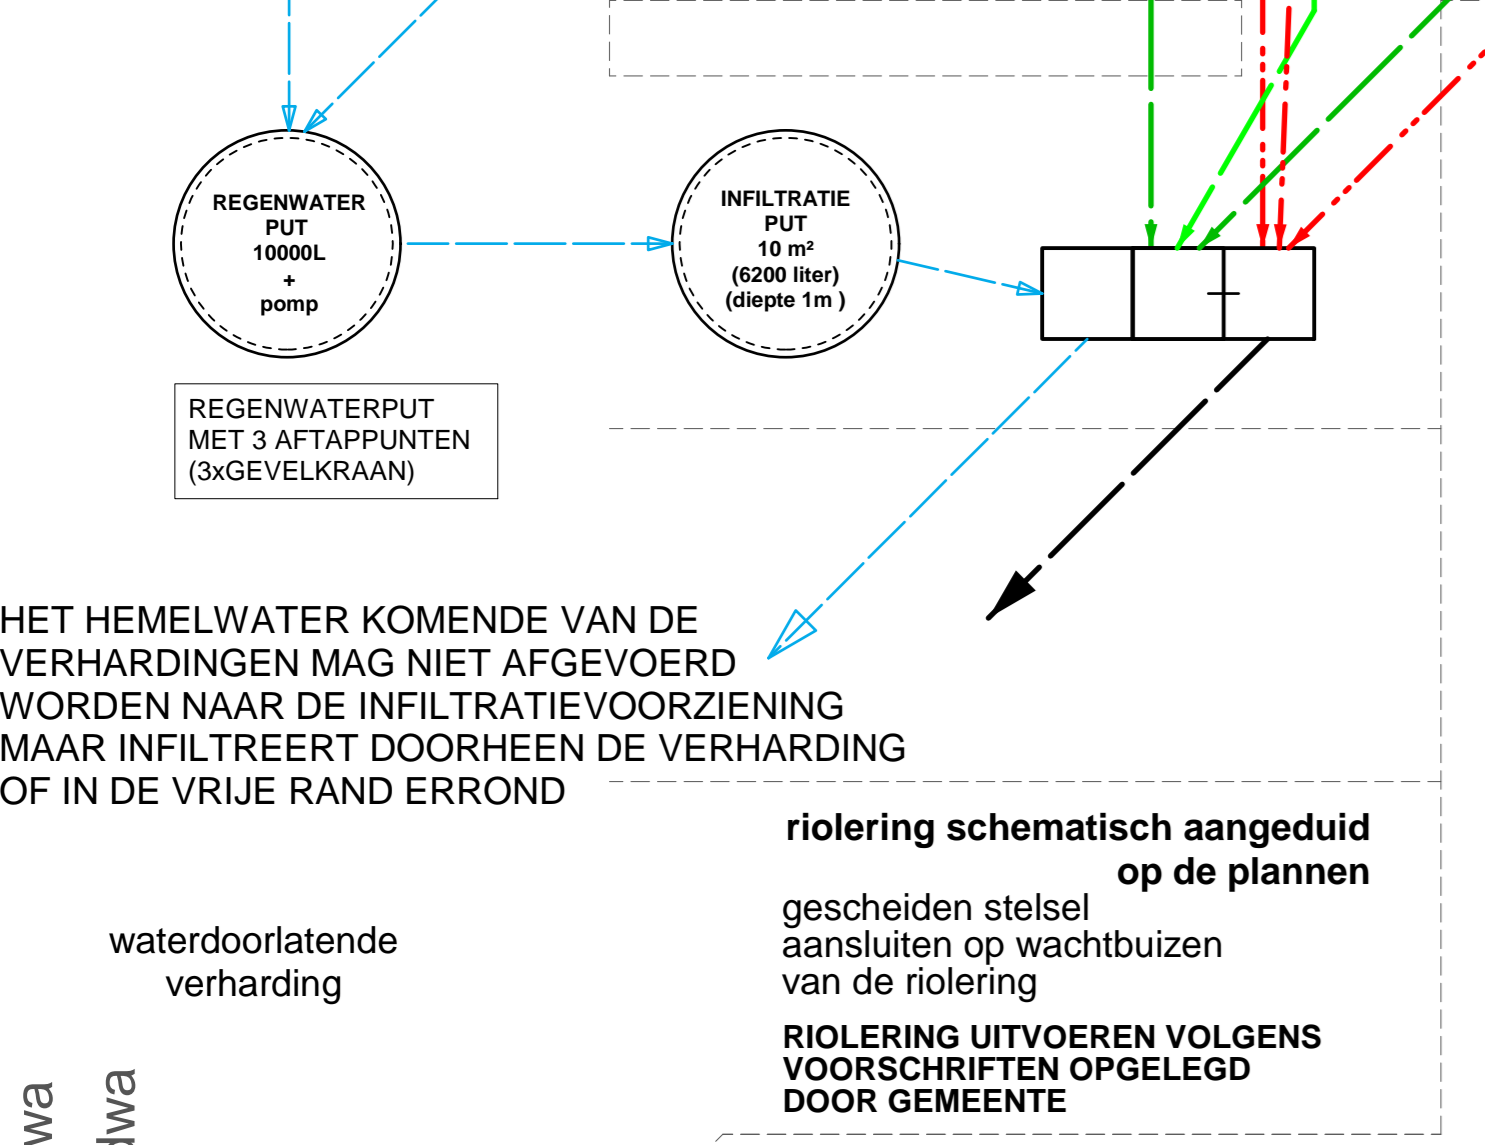 REGENWATER
PUT
10000L
+
pomp
INFILTRATIE
PUT
10 m²
(6200 liter)
(diepte 1m )
REGENWATERPUT
MET 3 AFTAPPUNTEN
(3xGEVELKRAAN)
HET HEMELWATER KOMENDE VAN DE
VERHARDINGEN MAG NIET AFGEVOERD
WORDEN NAAR DE INFILTRATIEVOORZIENING
MAAR INFILTREERT DOORHEEN DE VERHARDING
OF IN DE VRIJE RAND ERROND
riolering schematisch aangeduid
op de plannen
gescheiden stelsel
aansluiten op wachtbuizen
van de riolering
waterdoorlatende
verharding
RIOLERING UITVOEREN VOLGENS
VOORSCHRIFTEN OPGELEGD
DOOR GEMEENTE
dwa